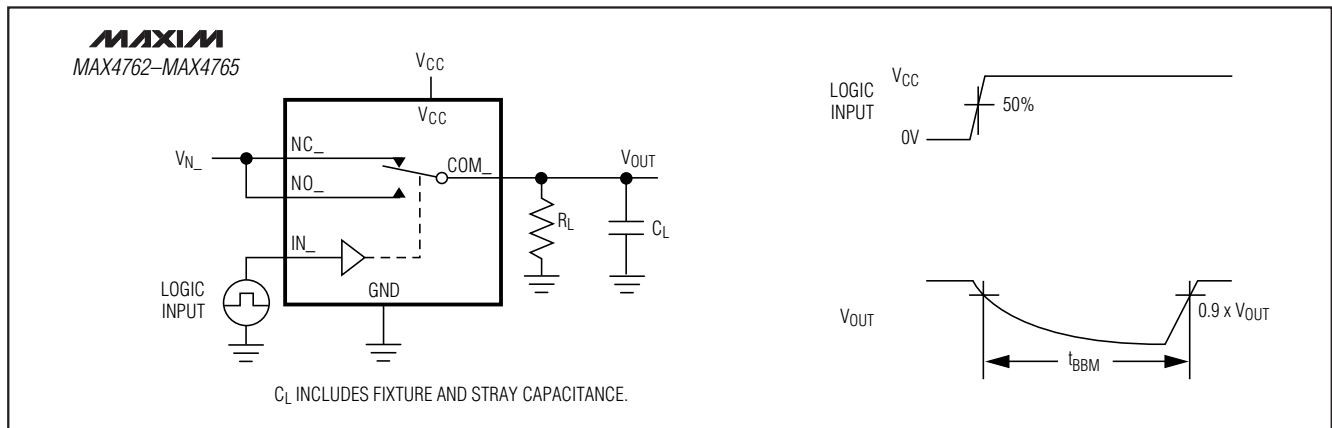 MAXIM
MAX4762–MAX4765
VCC
VCC
VN_
NC_
NO_
COM_
VOUT
RL
CL
IN_
LOGIC
INPUT
GND
CL INCLUDES FIXTURE AND STRAY CAPACITANCE.
LOGIC
INPUT
VCC
50%
0V
VOUT
0.9 x VOUT
tBBM